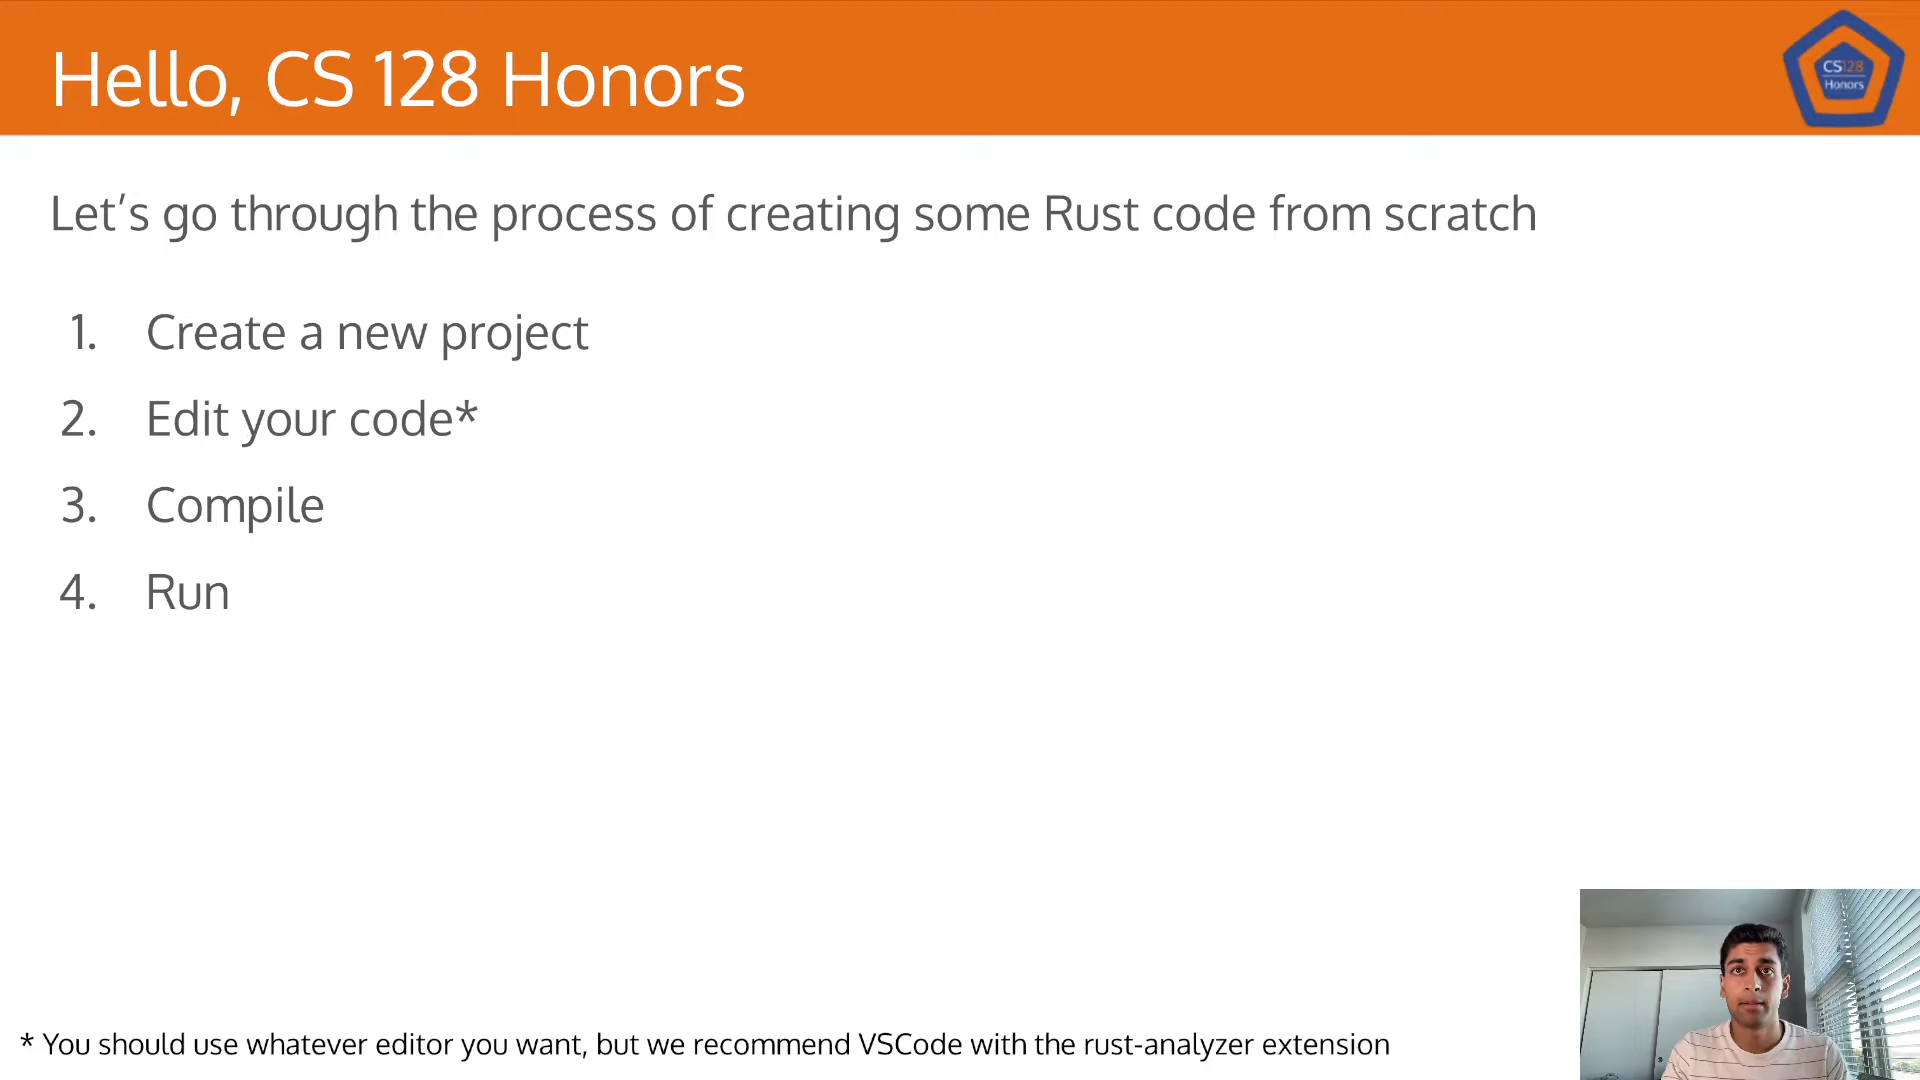 Hello, CS 128 Honors
CS128
Honors
Let’s go through the process of creating some Rust code from scratch
1. Create a new project
2. Edit your code*
3. Compile
4. Run
* You should use whatever editor you want, but we recommend VSCode with the rust-analyzer extension